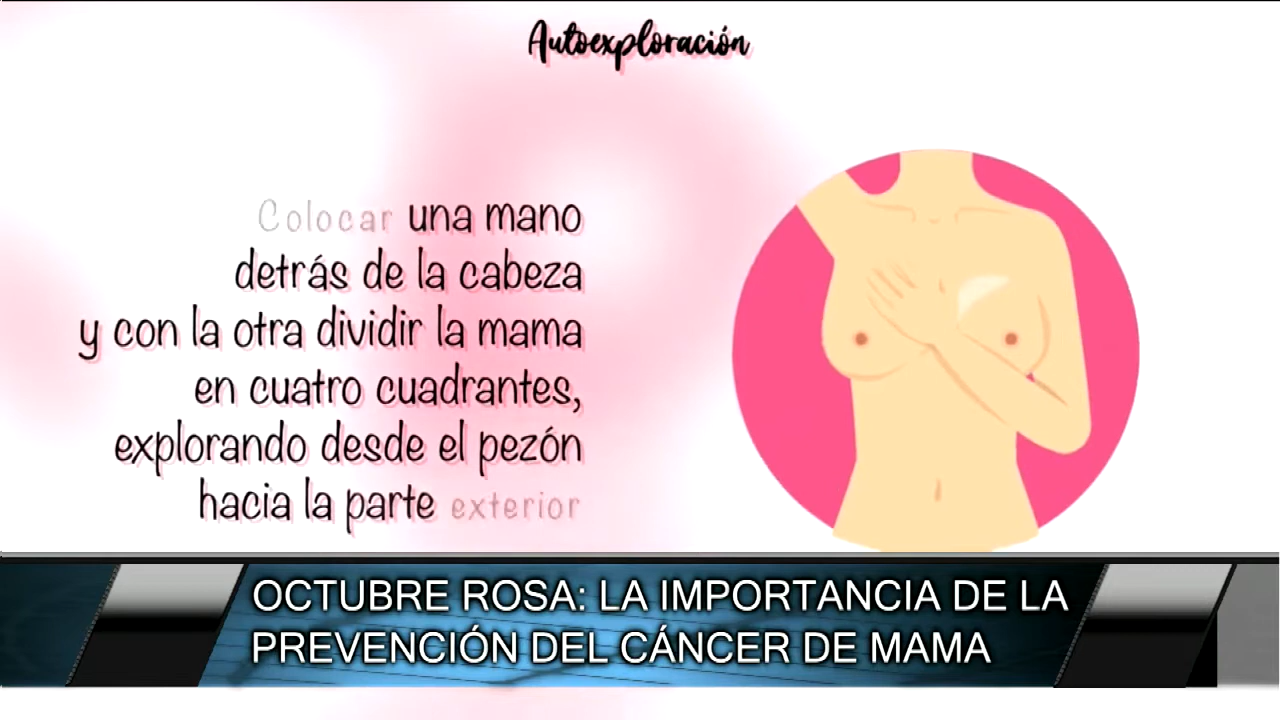 Autoexploración
Colocar una mano
detrás de la cabeza
y con la otra dividir la mama
en cuatro cuadrantes,
explorando desde el pezón
hacia la parte exterior
OCTUBRE ROSA: LA IMPORTANCIA DE LA
PREVENCIÓN DEL CÁNCER DE MAMA